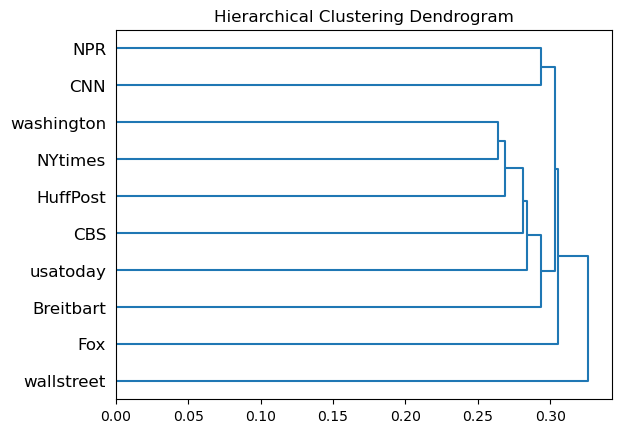 Hierarchical Clustering Dendrogram
NPR
CNN
washington
NYtimes
HuffPost
CBS
usatoday
Breitbart
Fox
wallstreet
0.00 0.05 0.10 0.15 0.20 0.25 0.30